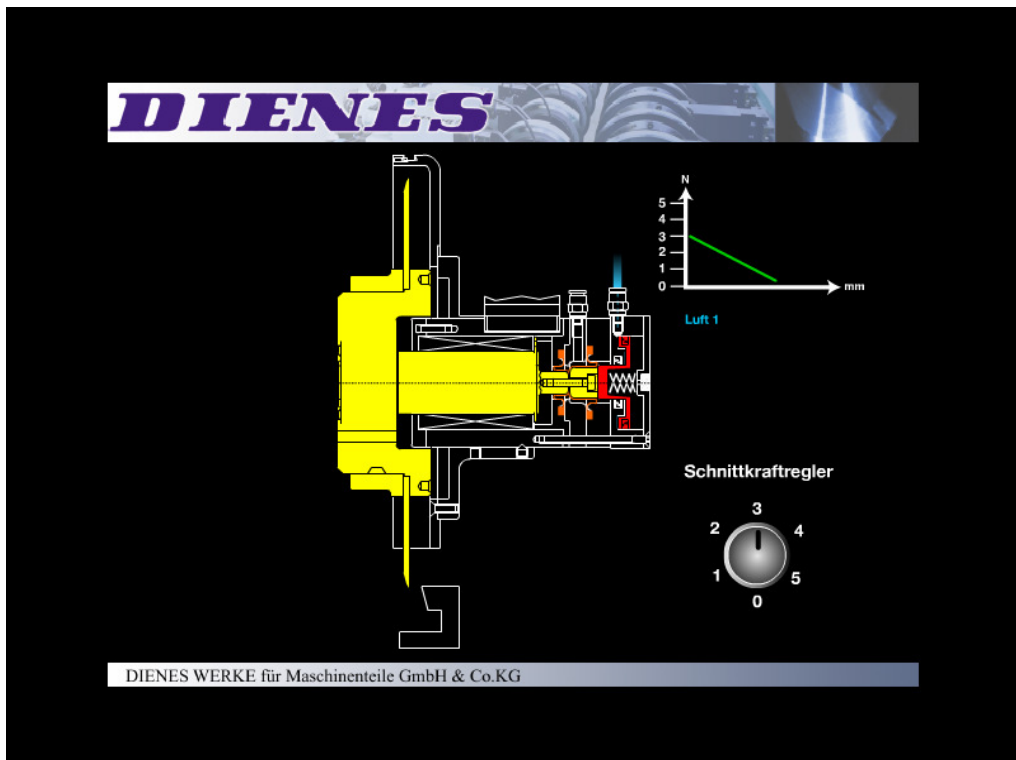 DIENES
N
5
4
3
2
1
0
mm
Luft 1
Schnittkraftregler
3
2 4
1 5
0
DIENES WERKE für Maschinenteile GmbH & Co.KG